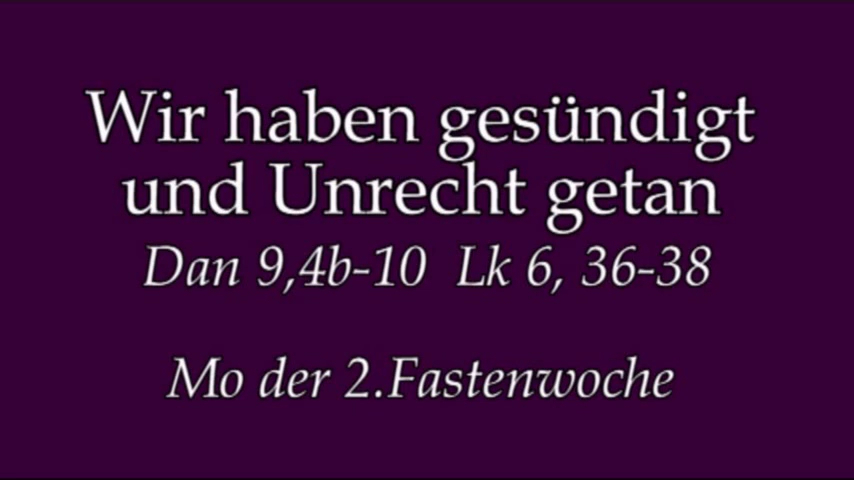 Wir haben gesündigt
und Unrecht getan
Dan 9,4b-10 Lk 6, 36-38
Mo der 2.Fastenwoche